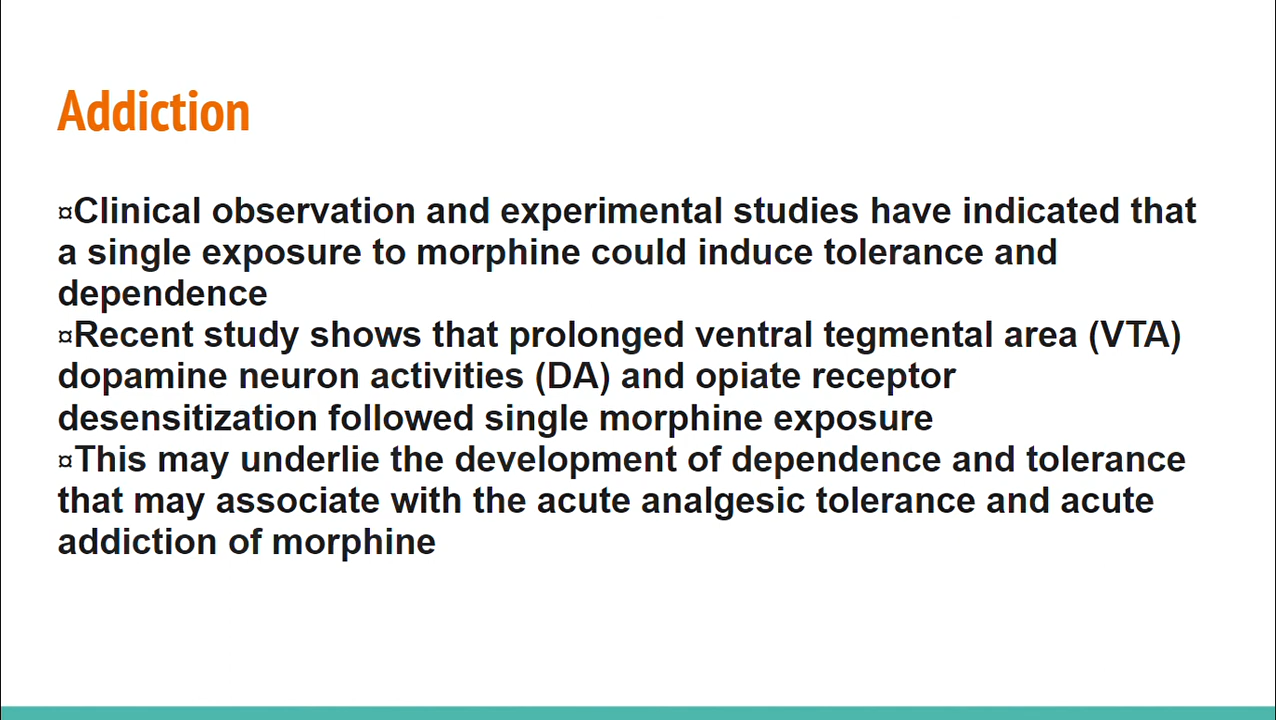 Addiction
¤Clinical observation and experimental studies have indicated that
a single exposure to morphine could induce tolerance and
dependence
¤Recent study shows that prolonged ventral tegmental area (VTA)
dopamine neuron activities (DA) and opiate receptor
desensitization followed single morphine exposure
¤This may underlie the development of dependence and tolerance
that may associate with the acute analgesic tolerance and acute
addiction of morphine